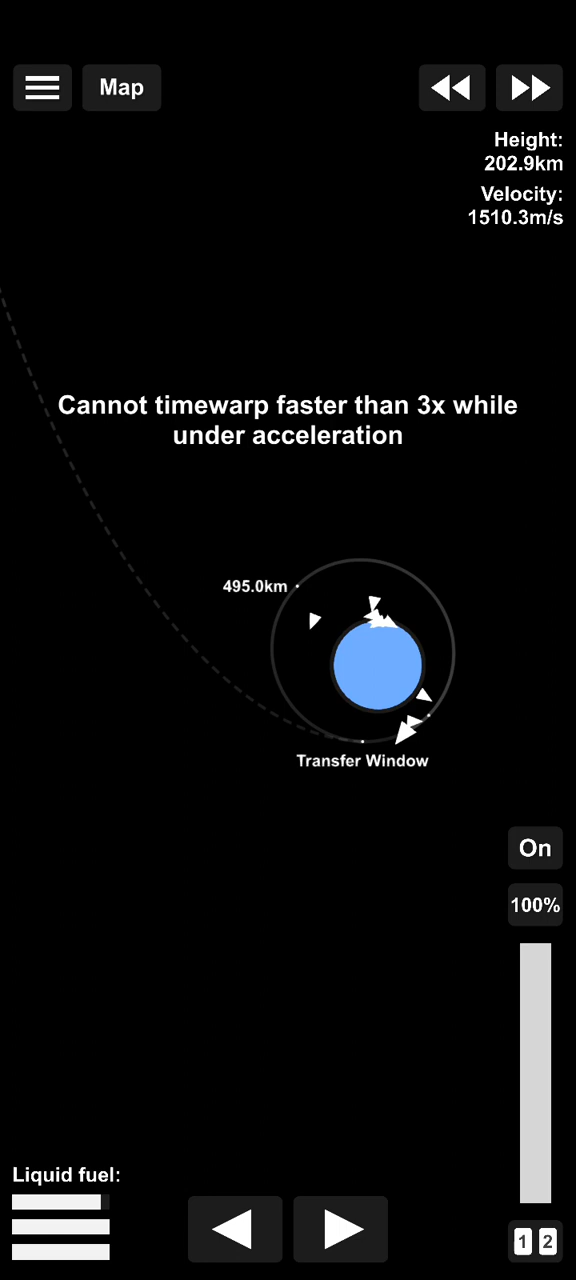 Map
Height:
202.9km
Velocity:
1510.3m/s
Cannot timewarp faster than 3x while
under acceleration
495.0km
Transfer Window
On
100%
Liquid fuel:
1 2